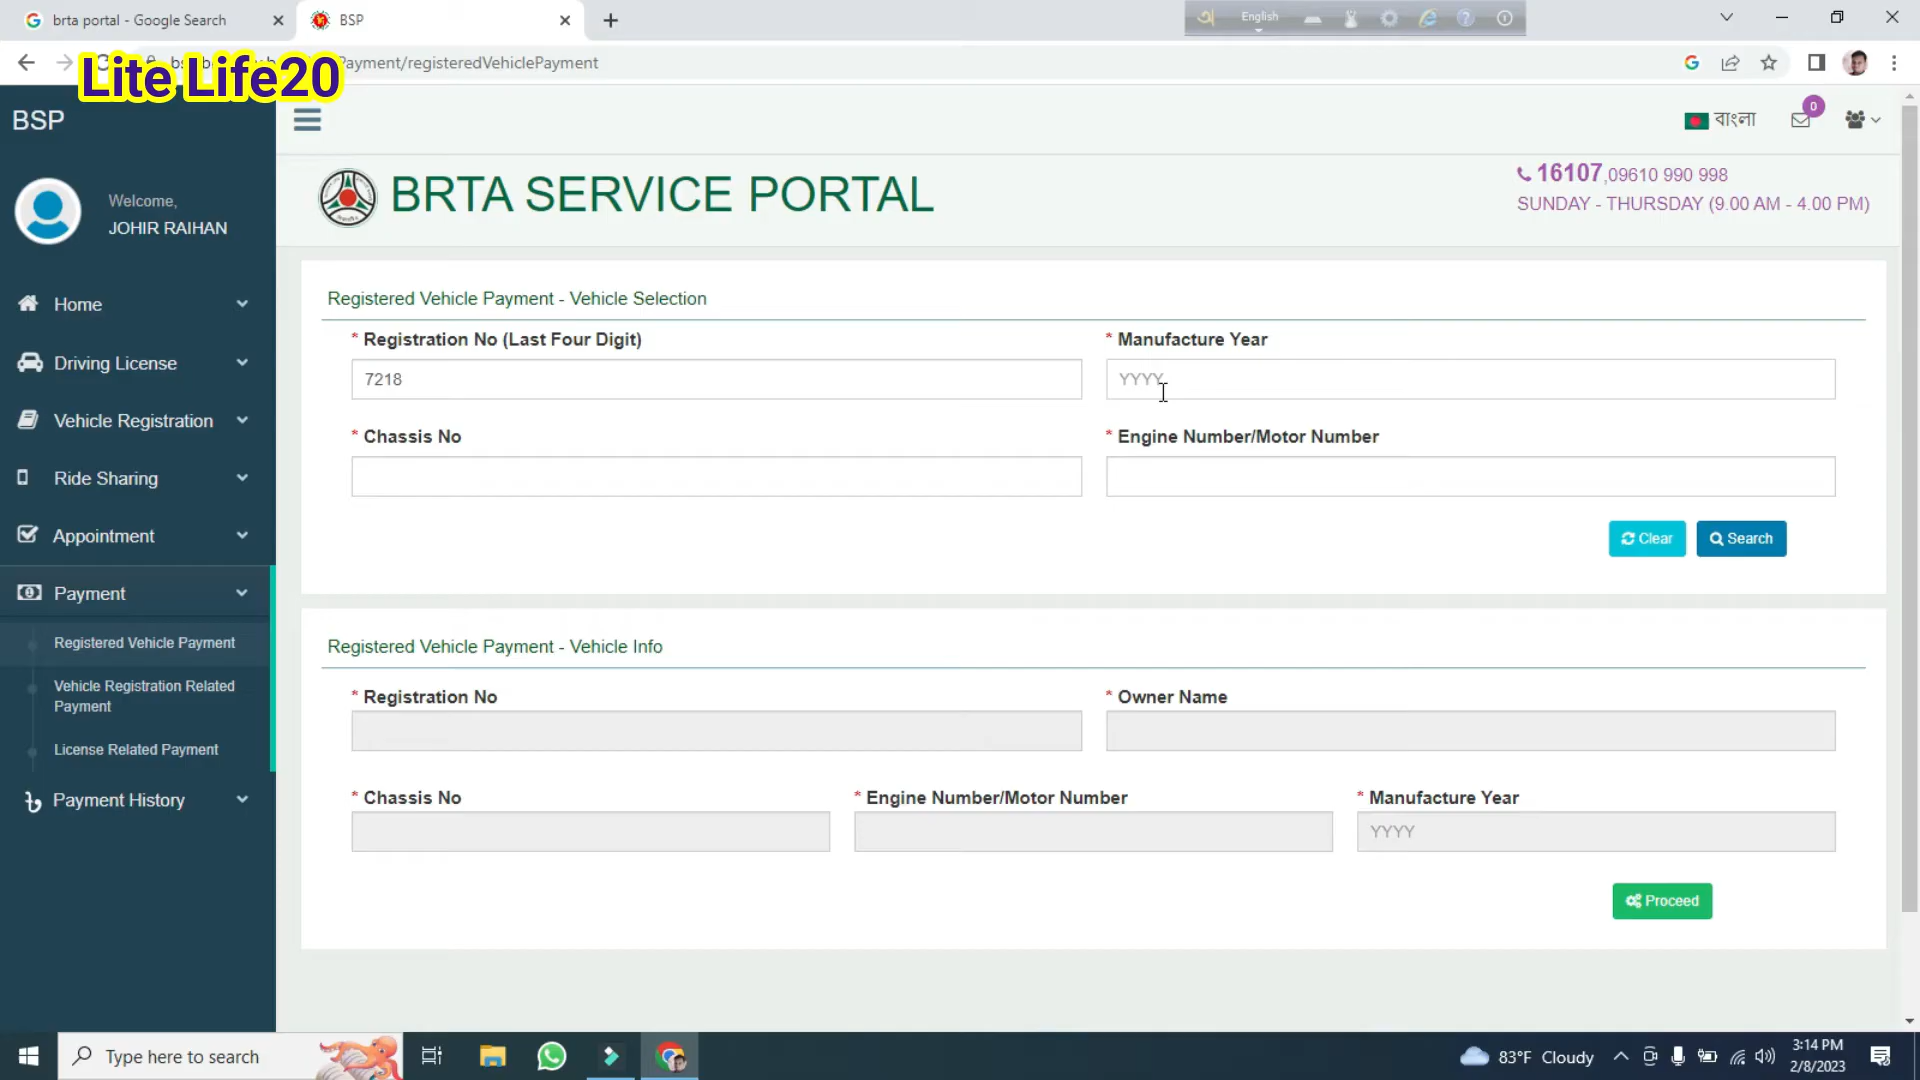 brta portal - Google Search
BSP
English
Lite Life20
Payment/registeredVehiclePayment
BSP
বাংলা
0
Welcome,
JOHIR RAIHAN
BRTA SERVICE PORTAL
16107,09610 990 998
SUNDAY - THURSDAY (9.00 AM - 4.00 PM)
Home
Driving License
Vehicle Registration
Ride Sharing
Appointment
Payment
Registered Vehicle Payment
Vehicle Registration Related
Payment
License Related Payment
Payment History
Registered Vehicle Payment - Vehicle Selection
* Registration No (Last Four Digit)
* Manufacture Year
7218
YYYY
* Chassis No
* Engine Number/Motor Number
Clear
Search
Registered Vehicle Payment - Vehicle Info
* Registration No
* Owner Name
* Chassis No
* Engine Number/Motor Number
* Manufacture Year
YYYY
Proceed
Type here to search
83°F Cloudy
3:14 PM
2/8/2023